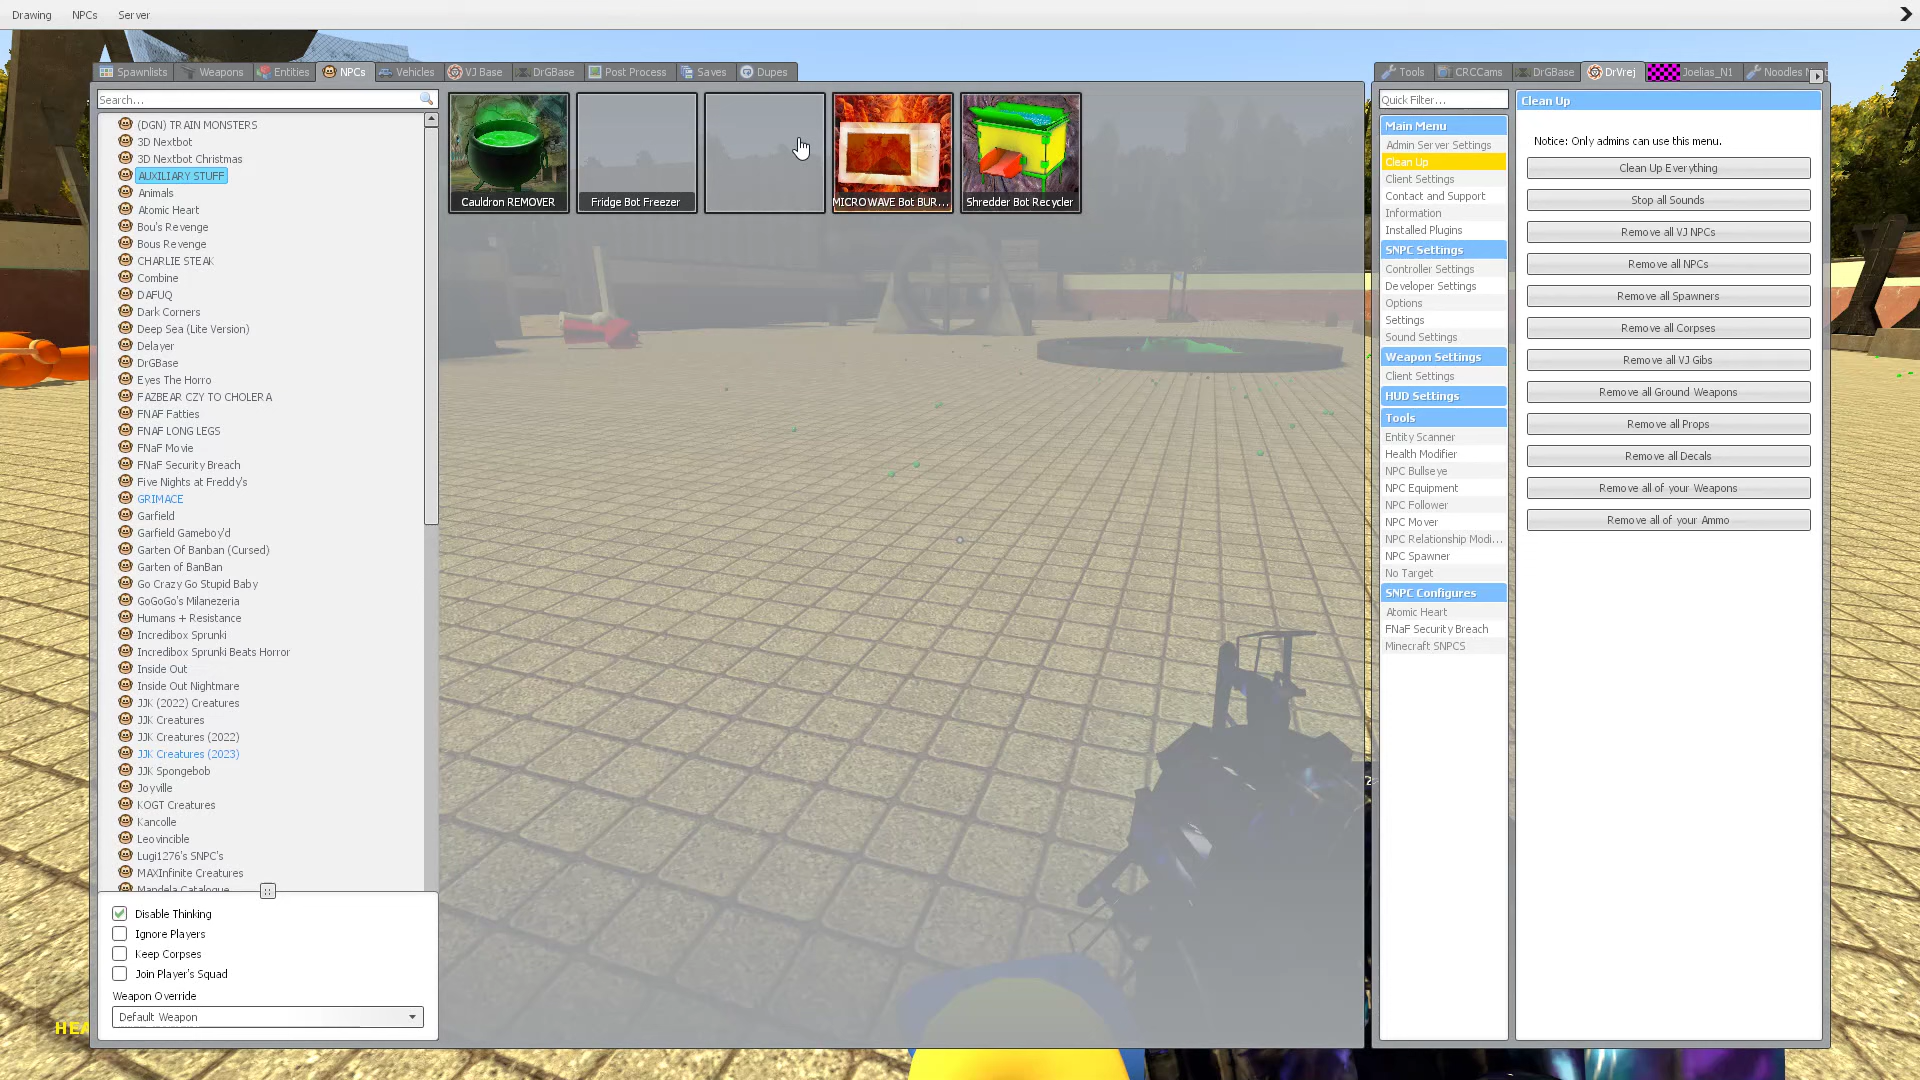 Drawing NPCs Server
Spawnlists Weapons Entities NPCs Vehicles VJ Base DrGBase Post Process Saves Dupes
Search...
(DGN) TRAIN MONSTERS
3D Nextbot
3D Nextbot Christmas
AUXILIARY STUFF
Animals
Atomic Heart
Bou's Revenge
Bous Revenge
CHARLIE STEAK
Combine
DAFUQ
Dark Corners
Deep Sea (Lite Version)
Delayer
DrGBase
Eyes The Horro
FAZBEAR CZY TO CHOLERA
FNAF Fatties
FNAF LONG LEGS
FNaF Movie
FNaF Security Breach
Five Nights at Freddy's
GRIMACE
Garfield
Garfield Gameboy'd
Garten Of Banban (Cursed)
Garten of BanBan
Go Crazy Go Stupid Baby
GoGoGo's Milanezeria
Humans + Resistance
Incredibox Sprunki
Incredibox Sprunki Beats Horror
Inside Out
Inside Out Nightmare
JJK (2022) Creatures
JJK Creatures
JJK Creatures (2022)
JJK Creatures (2023)
JJK Spongebob
Joyville
KOGT Creatures
Kancolle
Leovincible
Lugi1276's SNPC's
MAXInfinite Creatures
Mandela Catalogue
Disable Thinking
Ignore Players
Keep Corpses
Join Player's Squad
Weapon Override
Default Weapon
HEA
Cauldron REMOVER
Fridge Bot Freezer
MICROWAVE Bot BUR...
Shredder Bot Recycler
Tools CRCCams DrGBase DrVrej Joelias_N1 Noodles
Quick Filter...
Main Menu
Admin Server Settings
Clean Up
Client Settings
Contact and Support
Information
Installed Plugins
SNPC Settings
Controller Settings
Developer Settings
Options
Settings
Sound Settings
Weapon Settings
Client Settings
HUD Settings
Tools
Entity Scanner
Health Modifier
NPC Bullseye
NPC Equipment
NPC Follower
NPC Mover
NPC Relationship Modi...
NPC Spawner
No Target
SNPC Configures
Atomic Heart
FNaF Security Breach
Minecraft SNPCS
Clean Up
Notice: Only admins can use this menu.
Clean Up Everything
Stop all Sounds
Remove all VJ NPCs
Remove all NPCs
Remove all Spawners
Remove all Corpses
Remove all VJ Gibs
Remove all Ground Weapons
Remove all Props
Remove all Decals
Remove all of your Weapons
Remove all of your Ammo